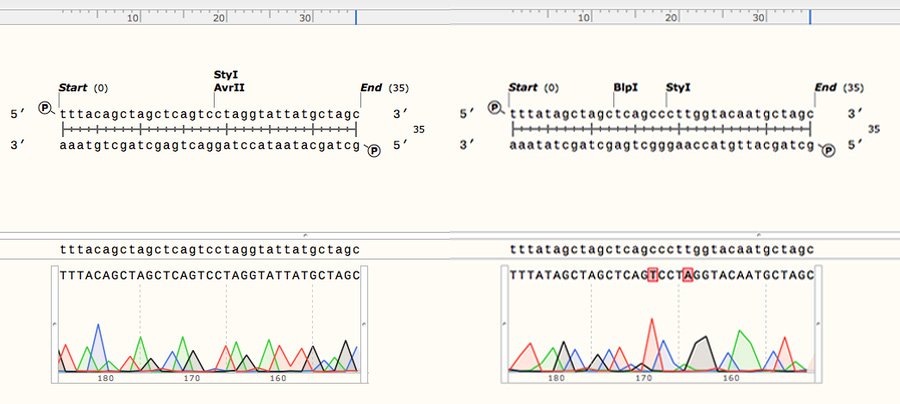 10 20 30 10 20 30
StyI
Start (0) AvrII End (35) Start (0) BlpI StyI End (35)
5′ P tttacagctagctcagtcctaggtattatgctagc 3′ 5′ P tttatagctagctcagcccttggtacaatgctagc 3′
35 35
3′ aaatgtcgatcgagtcaggatccataatacgatcg P 5′ 3′ aaatatcgatcgagtcgggaaccatgttacgatcg P 5′
tttacagctagctcagtcctaggtattatgctagc tttatagctagctcagcccttggtacaatgctagc
TTTACAGCTAGCTCAGTCCTAGGTATTATGCTAGC TTTATAGCTAGCTCAGTCCTAGGTACAATGCTAGC
180 170 160 180 170 160